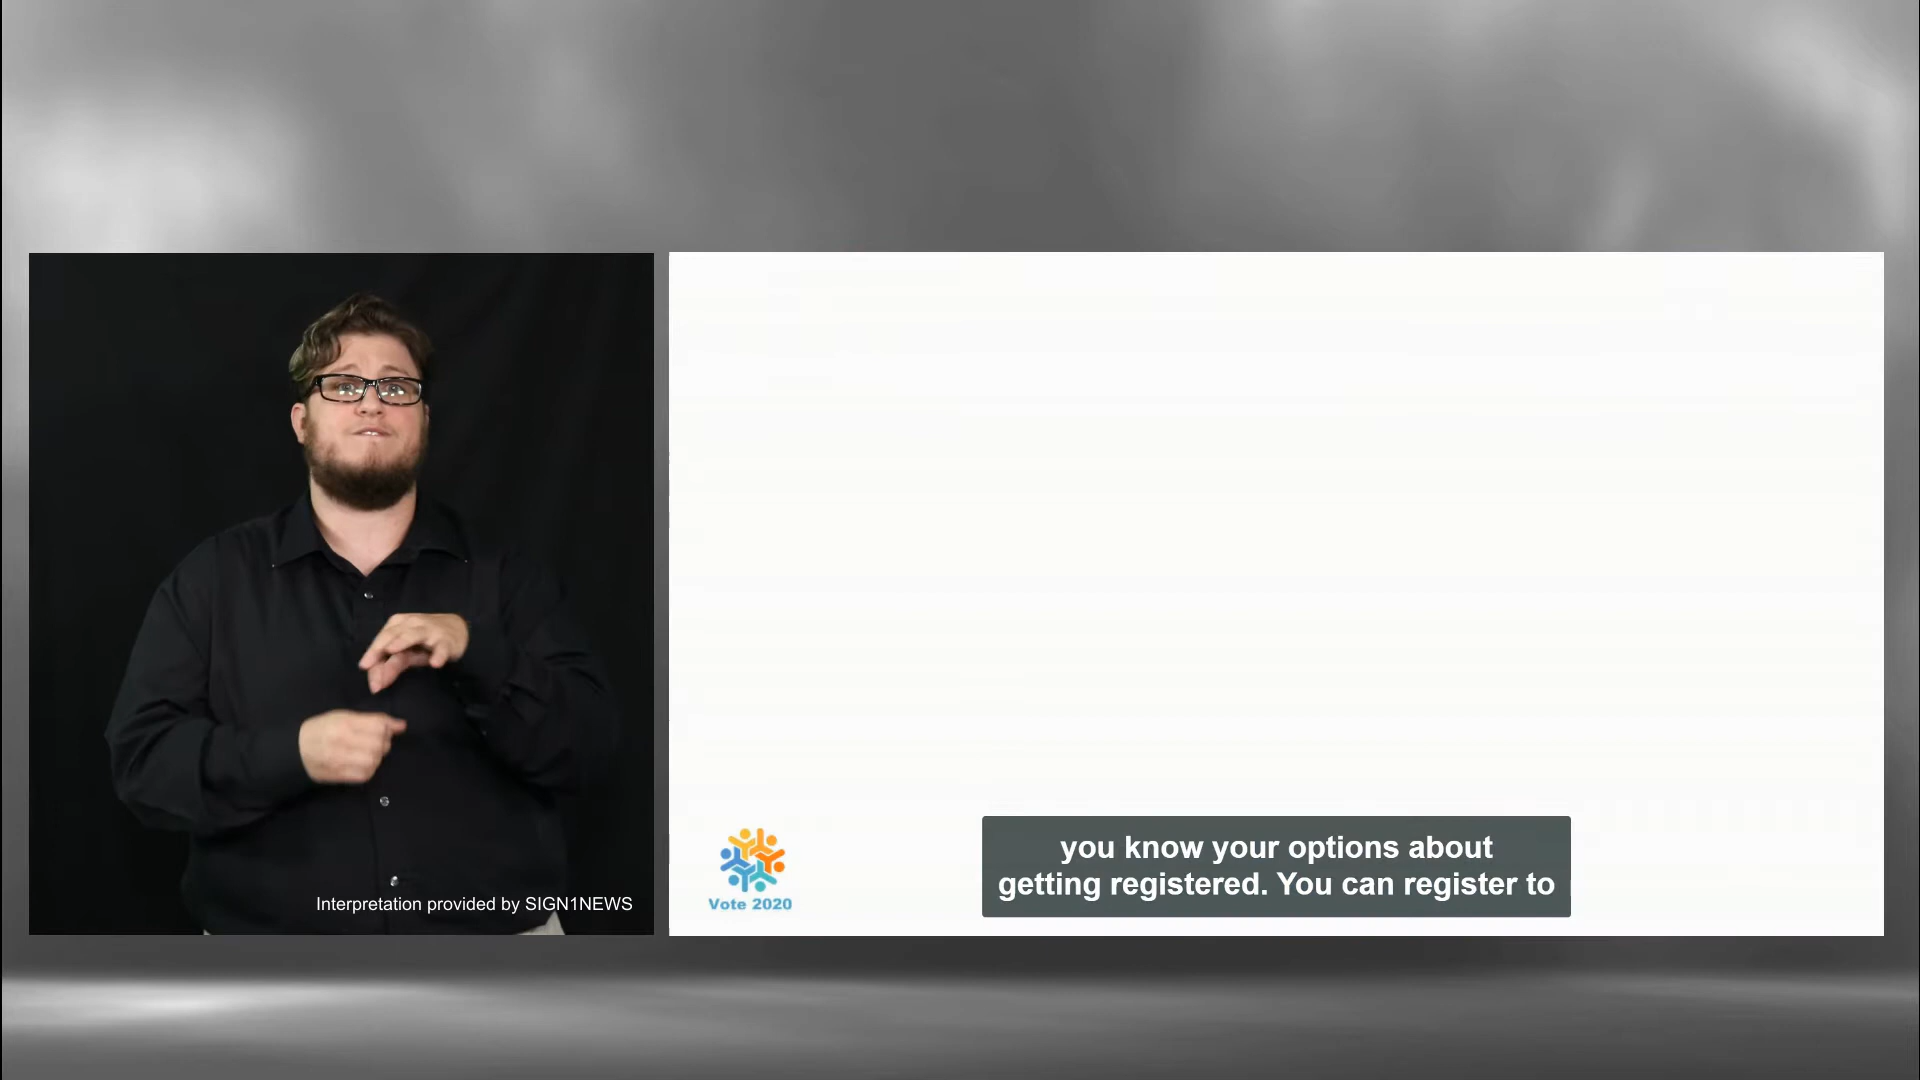 you know your options about
getting registered. You can register to
Interpretation provided by SIGN1NEWS
Vote 2020